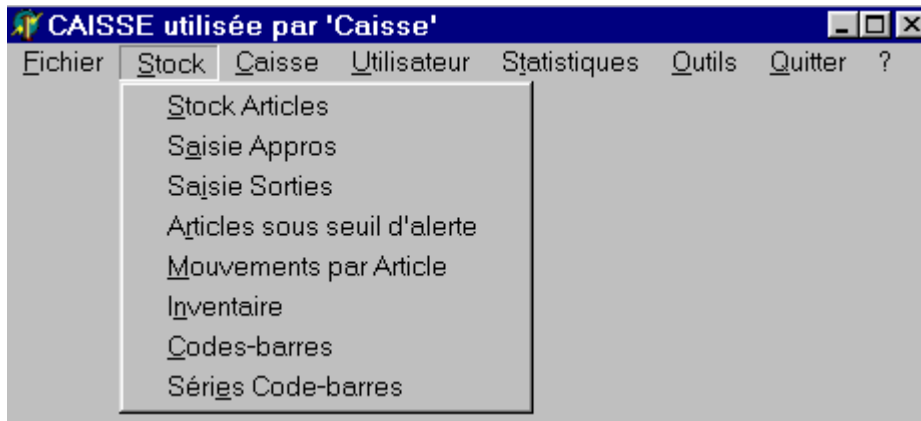 CAISSE utilisée par 'Caisse'
Fichier Stock Caisse Utilisateur Statistiques Outils Quitter ?
Stock Articles
Saisie Appros
Saisie Sorties
Articles sous seuil d'alerte
Mouvements par Article
Inventaire
Codes-barres
Séries Code-barres